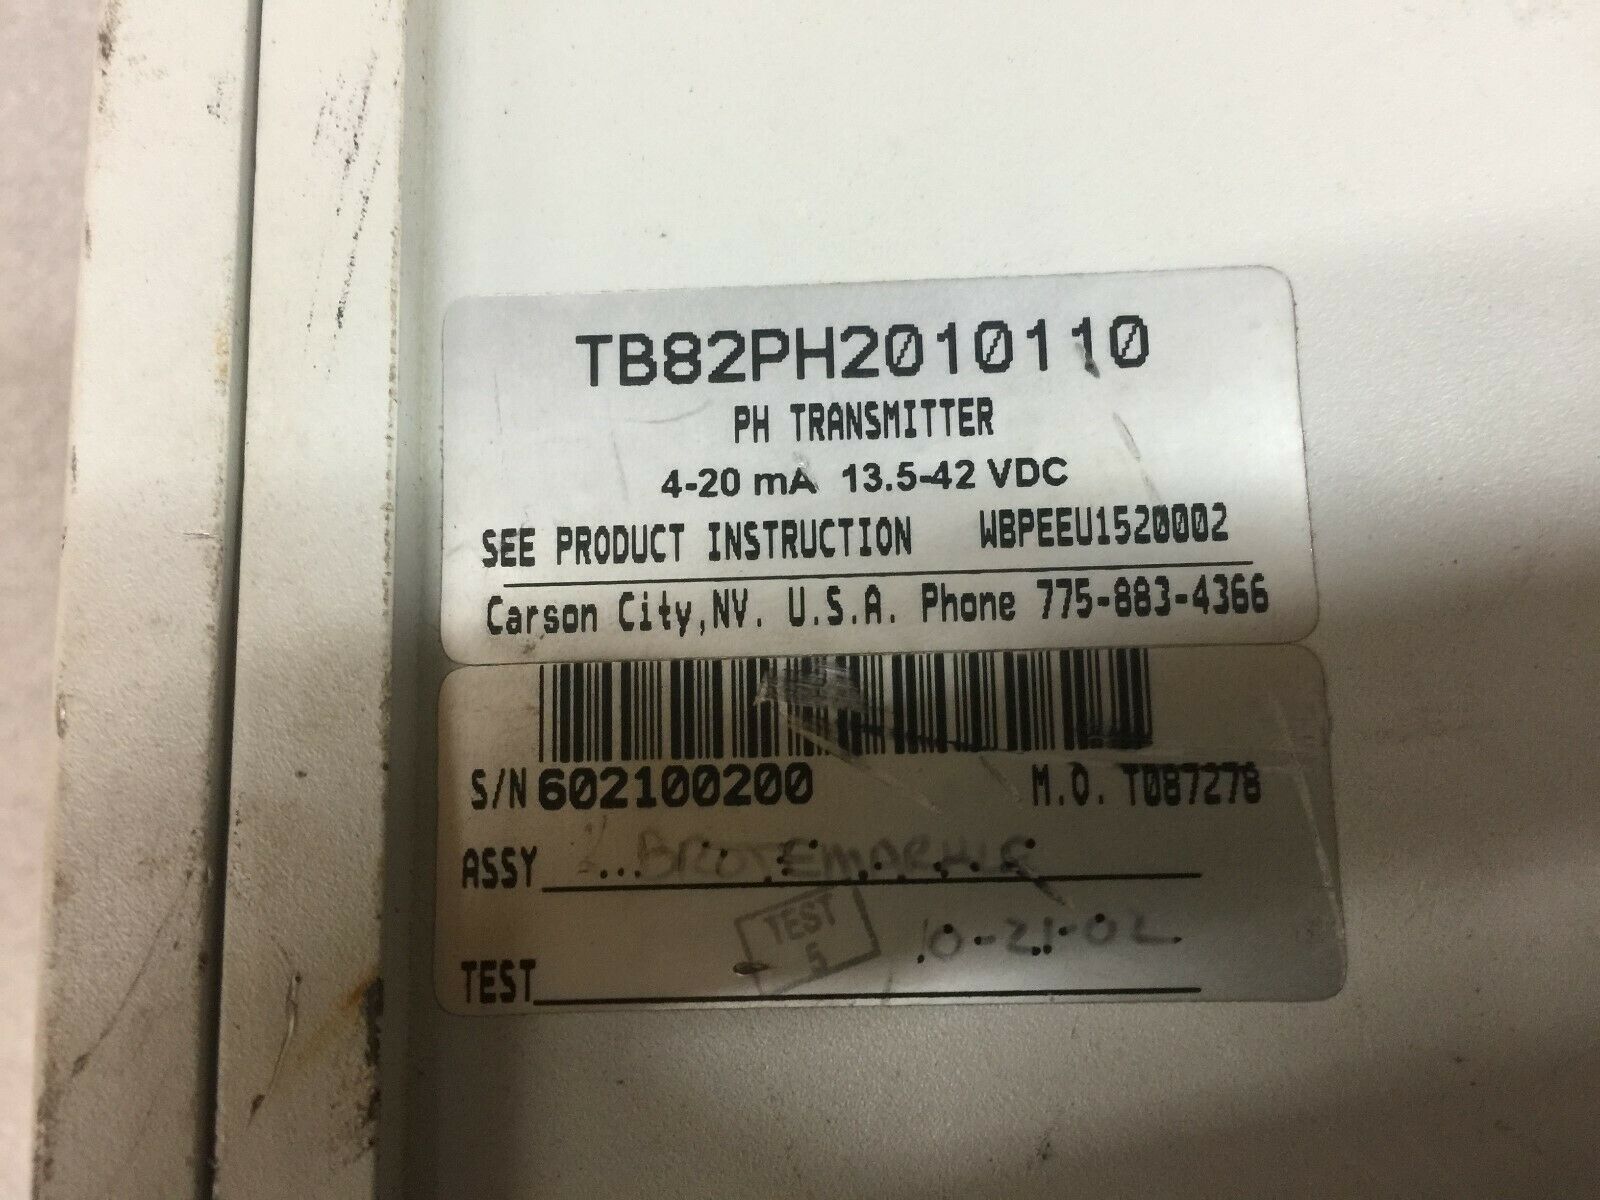 TB82PH2010110
PH TRANSMITTER
4-20 mA 13.5-42 VDC
SEE PRODUCT INSTRUCTION WBPEEU1520002
Carson City,NV. U.S.A. Phone 775-883-4366
S/N 602100200 M.O. T087278
ASSY
TEST
5
10-21-02
TEST